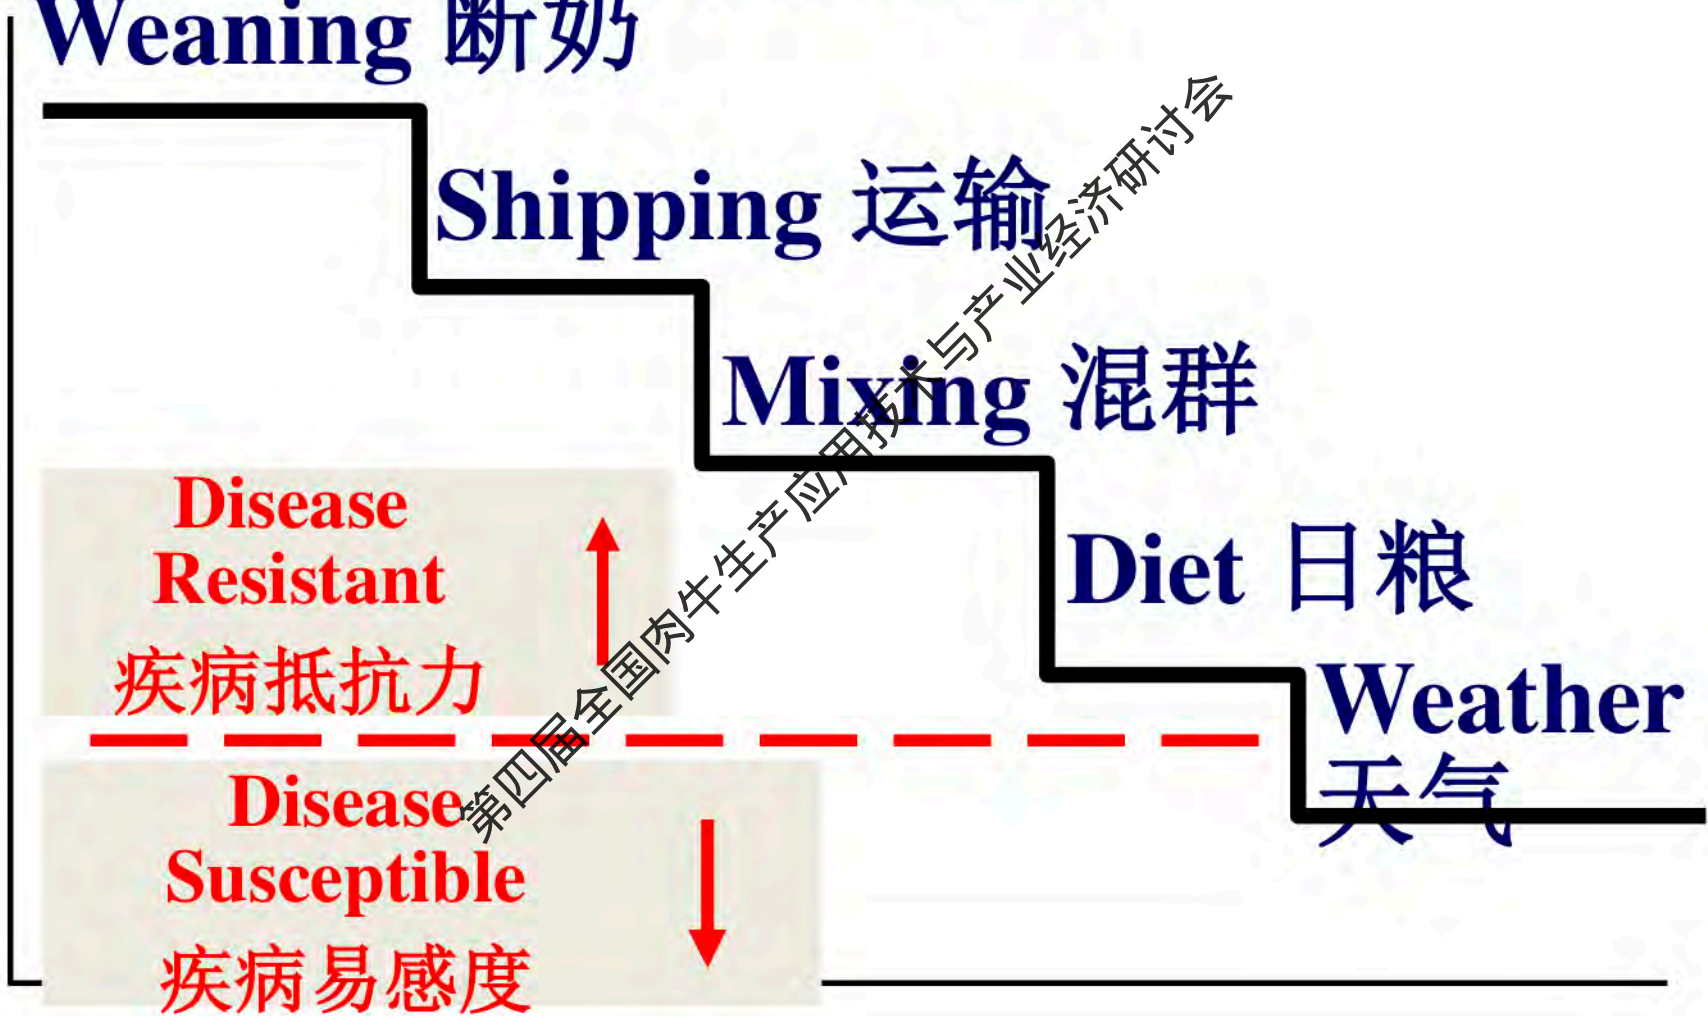 Weaning 断奶
Shipping 运输
Mixing 混群
Disease
Resistant
疾病抵抗力
Diet 日粮
Weather
天气
Disease
Susceptible
疾病易感度
第四届全国肉牛生产应用技术与产业经济研讨会